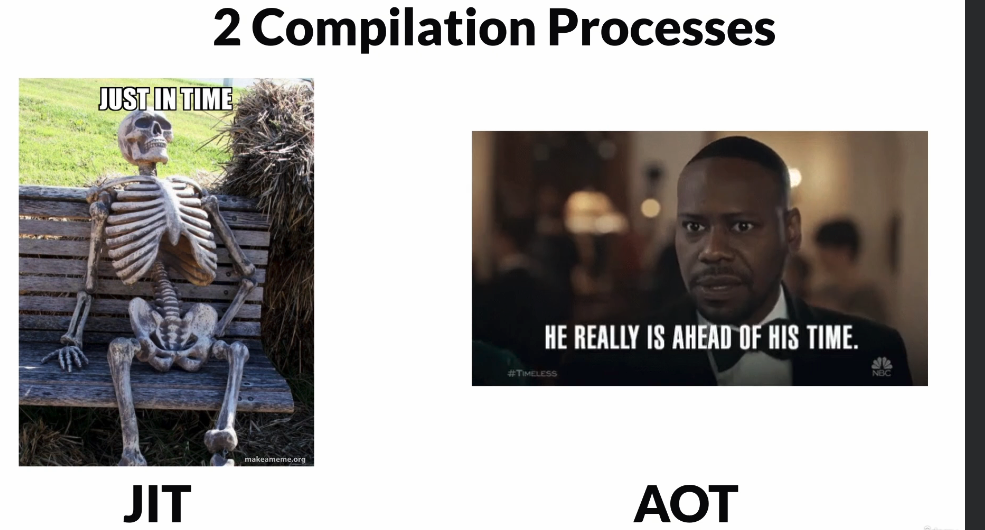 2 Compilation Processes
JUST IN TIME
makeameme.org
HE REALLY IS AHEAD OF HIS TIME.
#TIMELESS
NBC
JIT
AOT